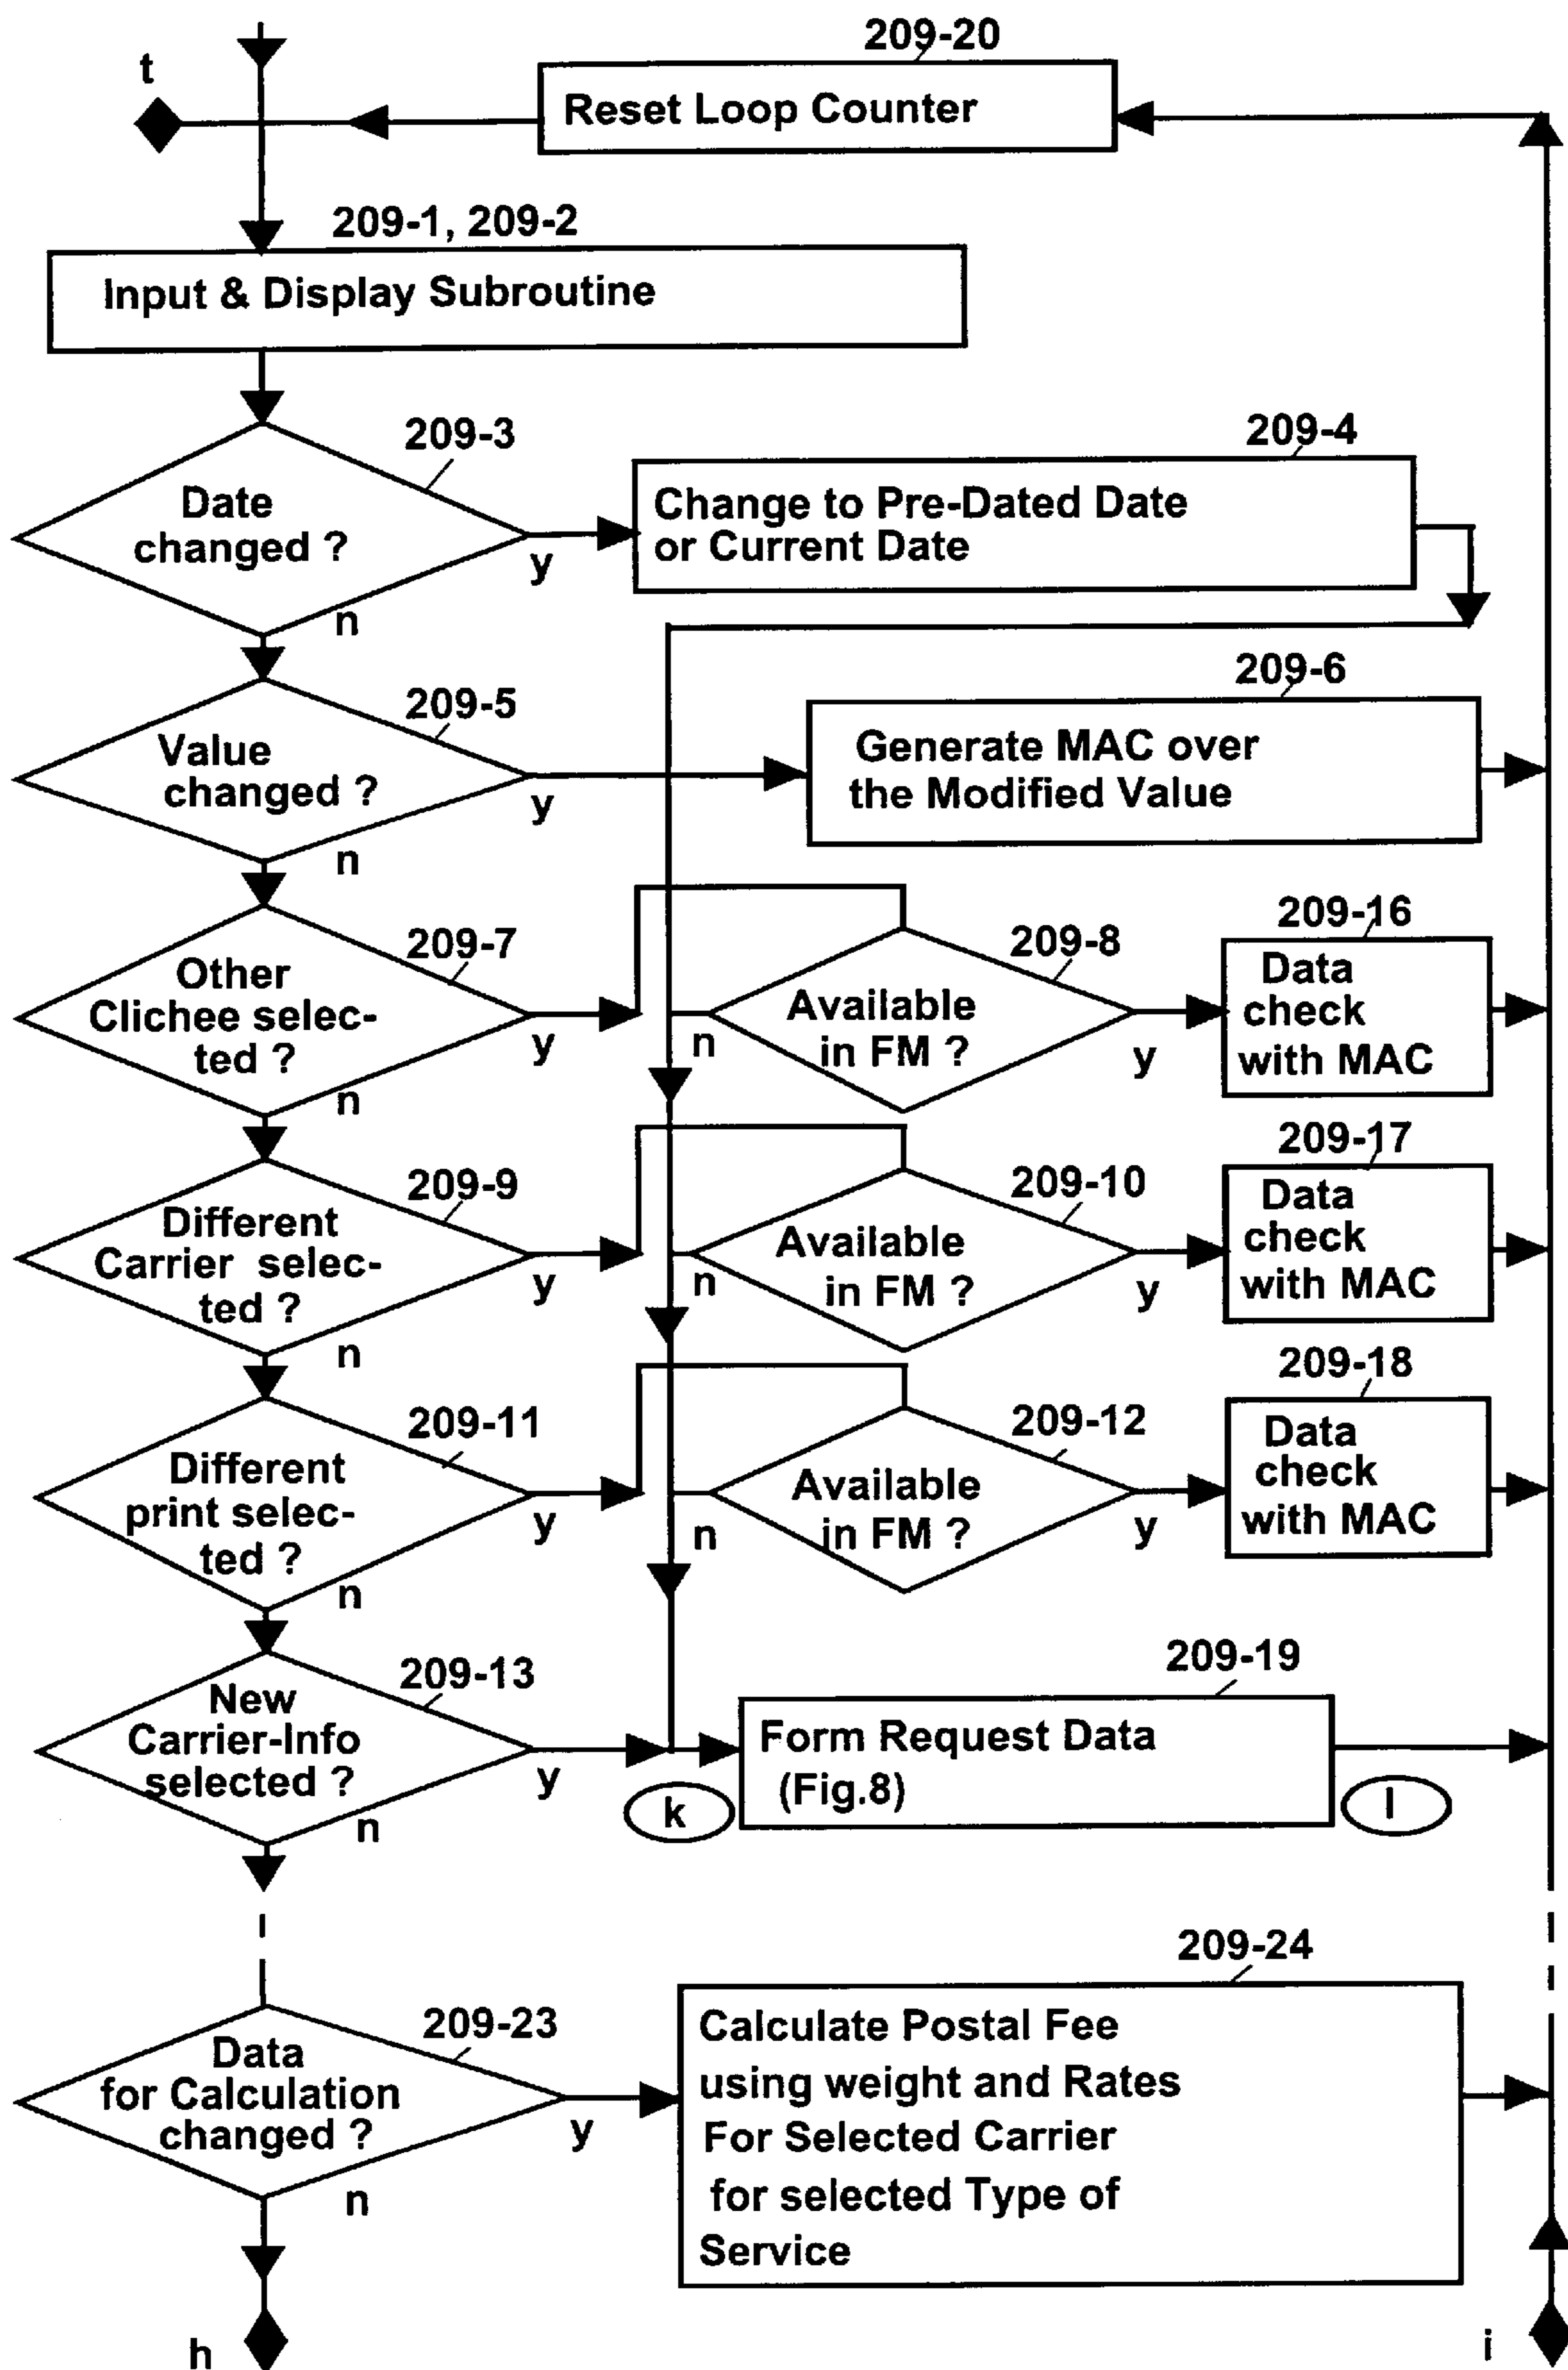 209-20
t
Reset Loop Counter
209-1, 209-2
Input & Display Subroutine
209-3
Date
changed ?
y
n
209-4
Change to Pre-Dated Date
or Current Date
209-5
Value
changed ?
y
n
209-6
Generate MAC over
the Modified Value
209-7
Other
Clichee selec-
ted ?
y
n
209-8
Available
in FM ?
n
y
209-16
Data
check
with MAC
209-9
Different
Carrier selec-
ted ?
y
n
209-10
Available
in FM ?
n
y
209-17
Data
check
with MAC
209-11
Different
print selec-
ted ?
y
n
209-12
Available
in FM ?
n
y
209-18
Data
check
with MAC
209-13
New
Carrier-Info
selected ?
y
n
k
209-19
Form Request Data
(Fig.8)
l
209-23
Data
for Calculation
changed ?
y
n
209-24
Calculate Postal Fee
using weight and Rates
For Selected Carrier
for selected Type of
Service
h
i